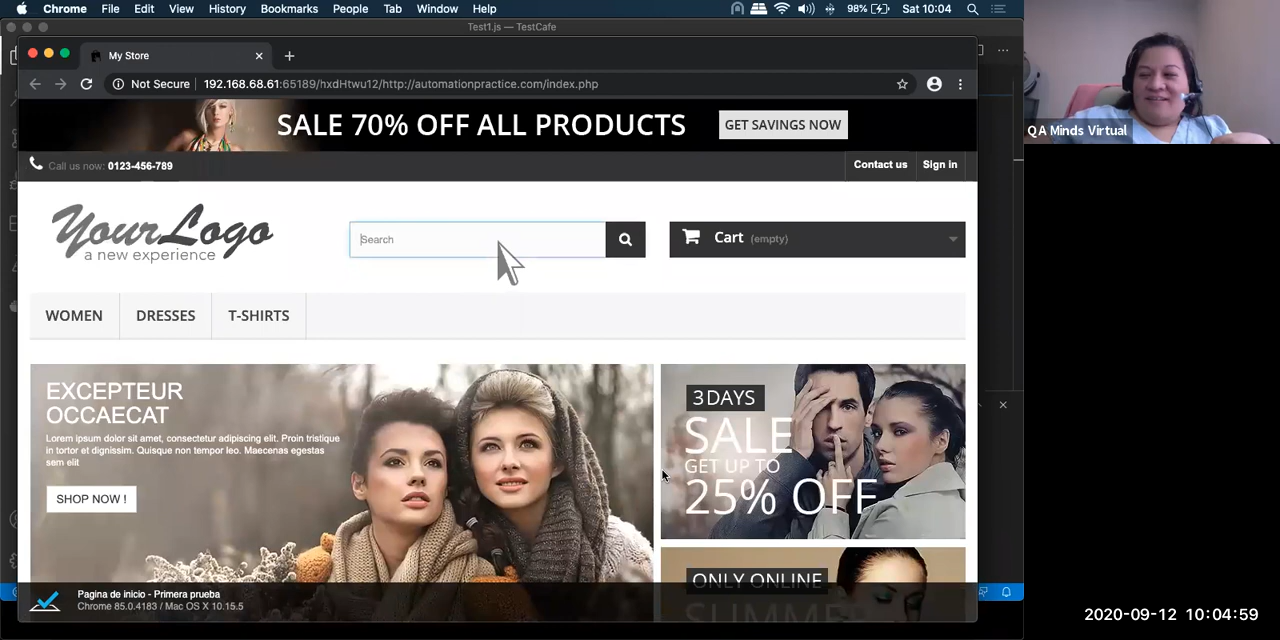 Chrome File Edit View History Bookmarks People Tab Window Help 98% Sat 10:04
Test1.js — TestCafe
My Store
Not Secure 192.168.68.61:65189/hxdHtwu12/http://automationpractice.com/index.php
SALE 70% OFF ALL PRODUCTS GET SAVINGS NOW
Call us now: 0123-456-789 Contact us Sign in
QA Minds Virtual
YourLogo
a new experience
Search
Cart (empty)
WOMEN DRESSES T-SHIRTS
EXCEPTEUR
OCCAECAT
Lorem ipsum dolor sit amet, consectetur adipiscing elit. Proin tristique
in tortor et dignissim. Quisque non tempor leo. Maecenas egestas
sem elit
SHOP NOW !
3DAYS
SALE
GET UP TO
25% OFF
ONLY ONLINE
SUMMER
Pagina de inicio - Primera prueba
Chrome 85.0.4183 / Mac OS X 10.15.5
2020-09-12 10:04:59